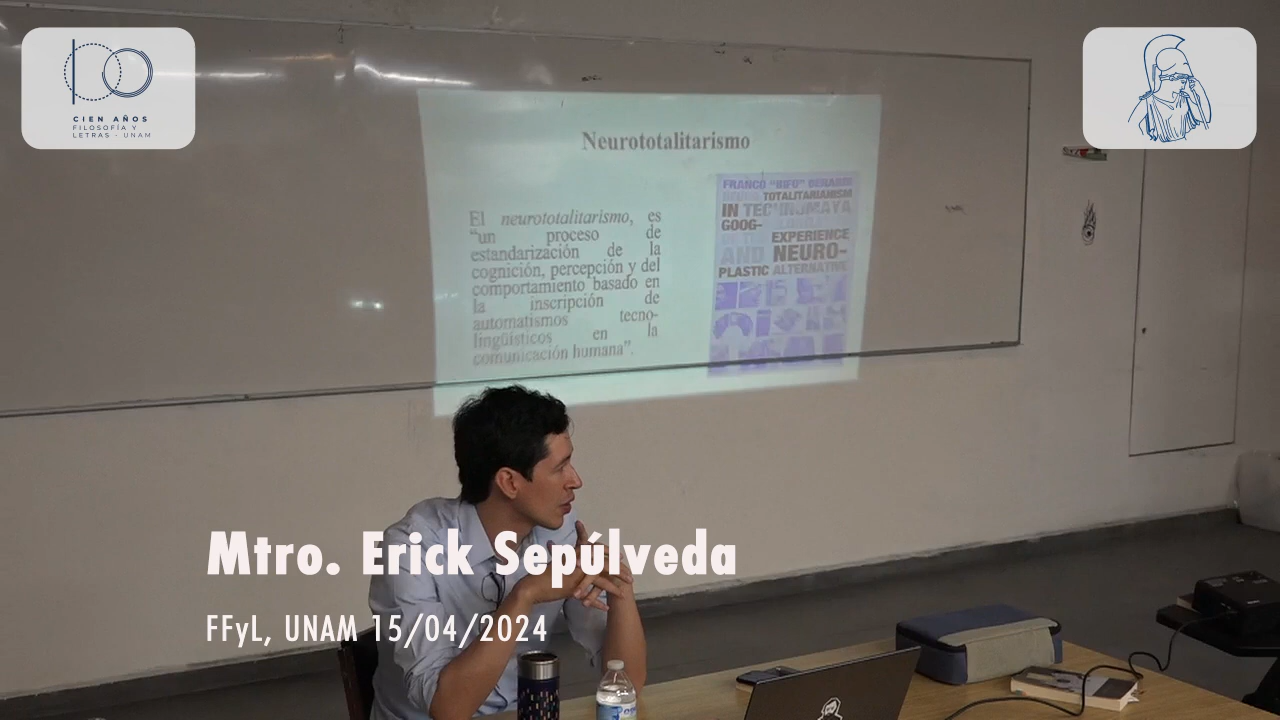 CIEN AÑOS
FILOSOFÍA Y
LETRAS - UNAM
Neurototalitarismo
El neurototalitarismo, es
“un proceso de
estandarización de la
cognición, percepción y del
comportamiento basado en
la inscripción de
automatismos tecno-
lingüísticos en la
comunicación humana”.
FRANCO "BIFO" BERARDI
TOTALITARIANISM
IN TECHNOMAYA
GOOG-
EXPERIENCE
AND NEURO-
PLASTIC ALTERNATIVE
Mtro. Erick Sepúlveda
FFyL, UNAM 15/04/2024